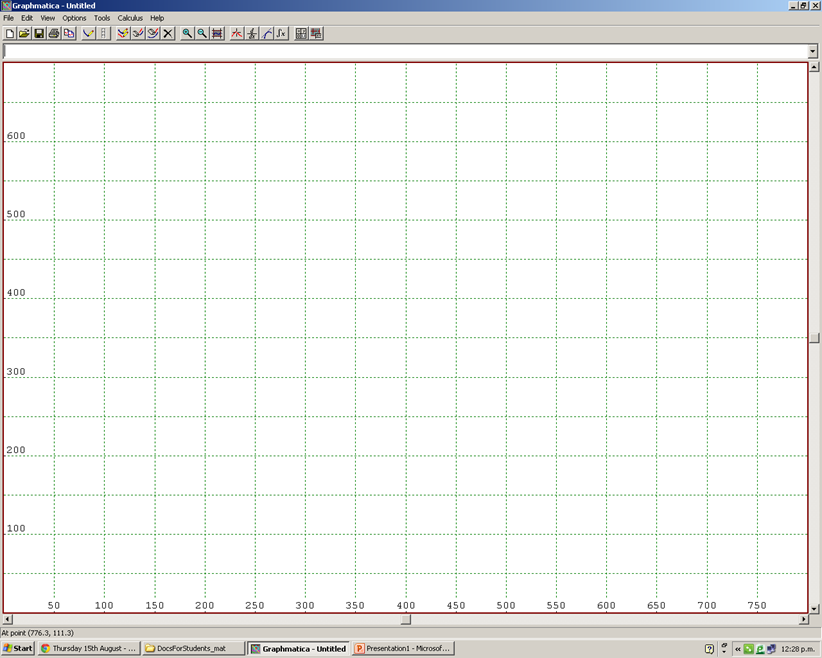 Graphmatica - Untitled
File Edit View Options Tools Calculus Help
600
500
400
300
200
100
50 100 150 200 250 300 350 400 450 500 550 600 650 700 750
At point (776.3, 111.3)
Start Thursday 15th August - ... DocsForStudents_mat Graphmatica - Untitled Presentation1 - Microsof... 12:28 p.m.